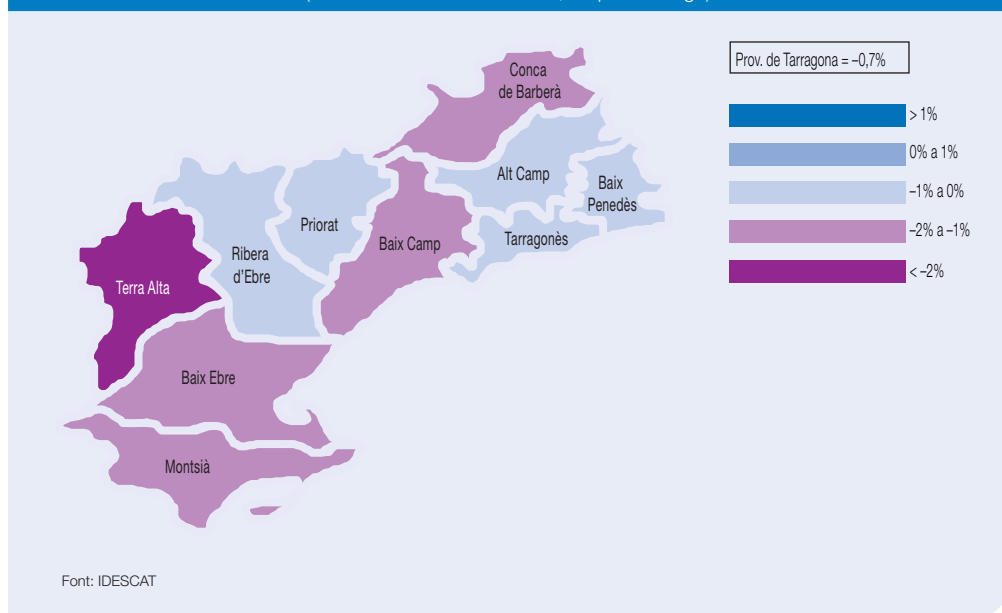 Prov. de Tarragona = –0,7%
> 1%
0% a 1%
–1% a 0%
–2% a –1%
< –2%
Conca
de Barberà
Alt Camp
Baix
Penedès
Tarragonès
Priorat
Baix Camp
Ribera
d'Ebre
Terra Alta
Baix Ebre
Montsià
Font: IDESCAT